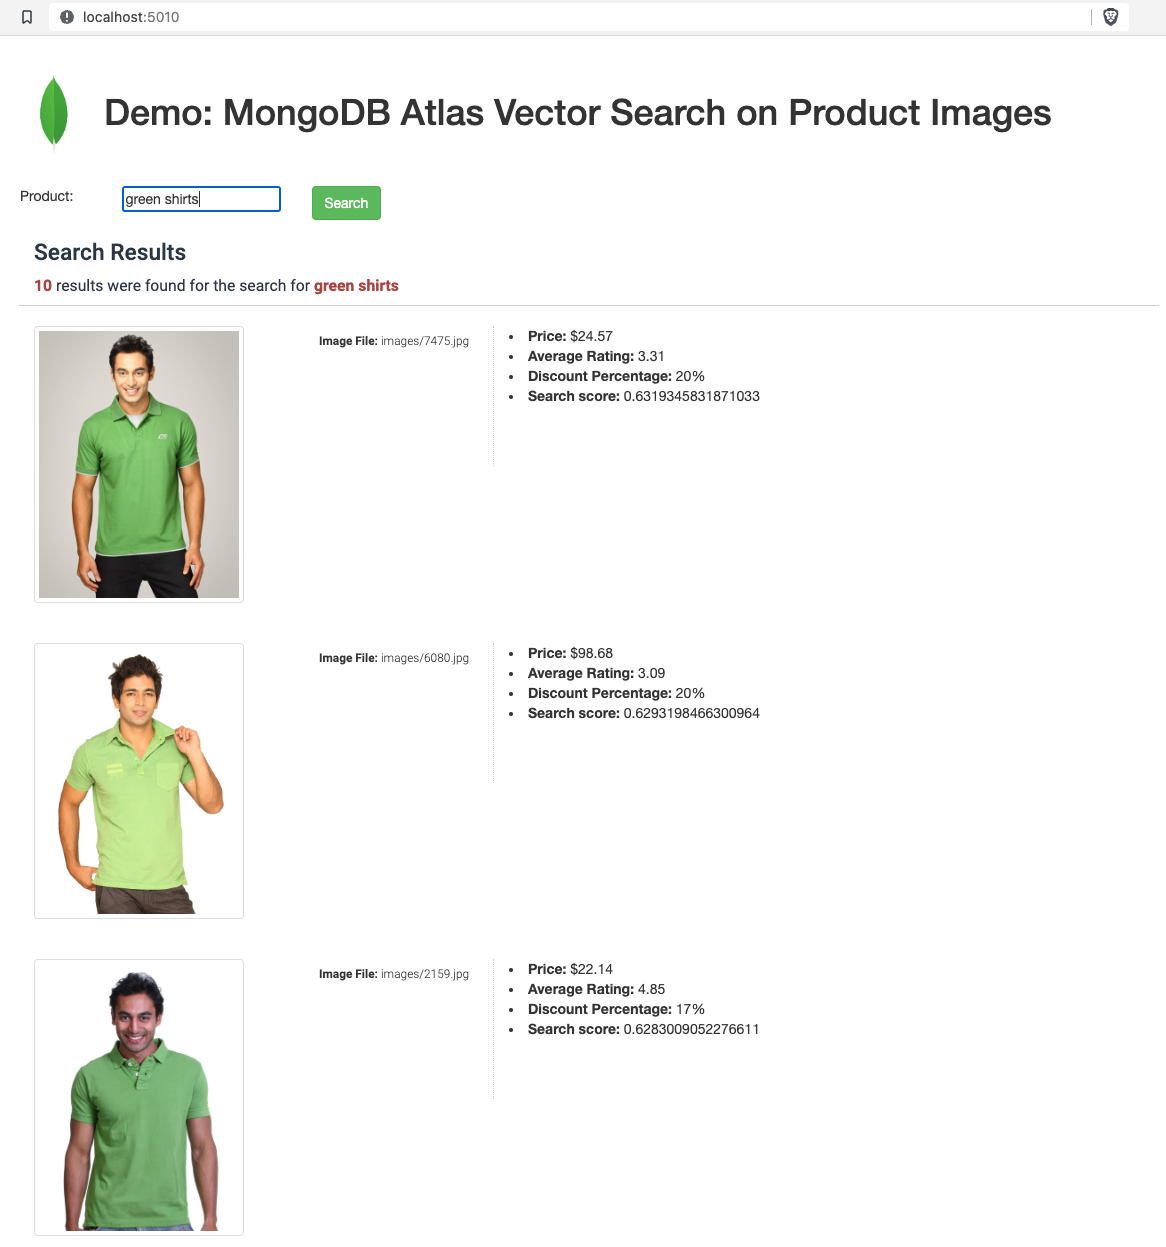 localhost:5010
Demo: MongoDB Atlas Vector Search on Product Images
Product:
green shirts
Search
Search Results
10 results were found for the search for green shirts
Image File: images/7475.jpg
Price: $24.57
Average Rating: 3.31
Discount Percentage: 20%
Search score: 0.6319345831871033
Image File: images/6080.jpg
Price: $98.68
Average Rating: 3.09
Discount Percentage: 20%
Search score: 0.6293198466300964
Image File: images/2159.jpg
Price: $22.14
Average Rating: 4.85
Discount Percentage: 17%
Search score: 0.6283009052276611